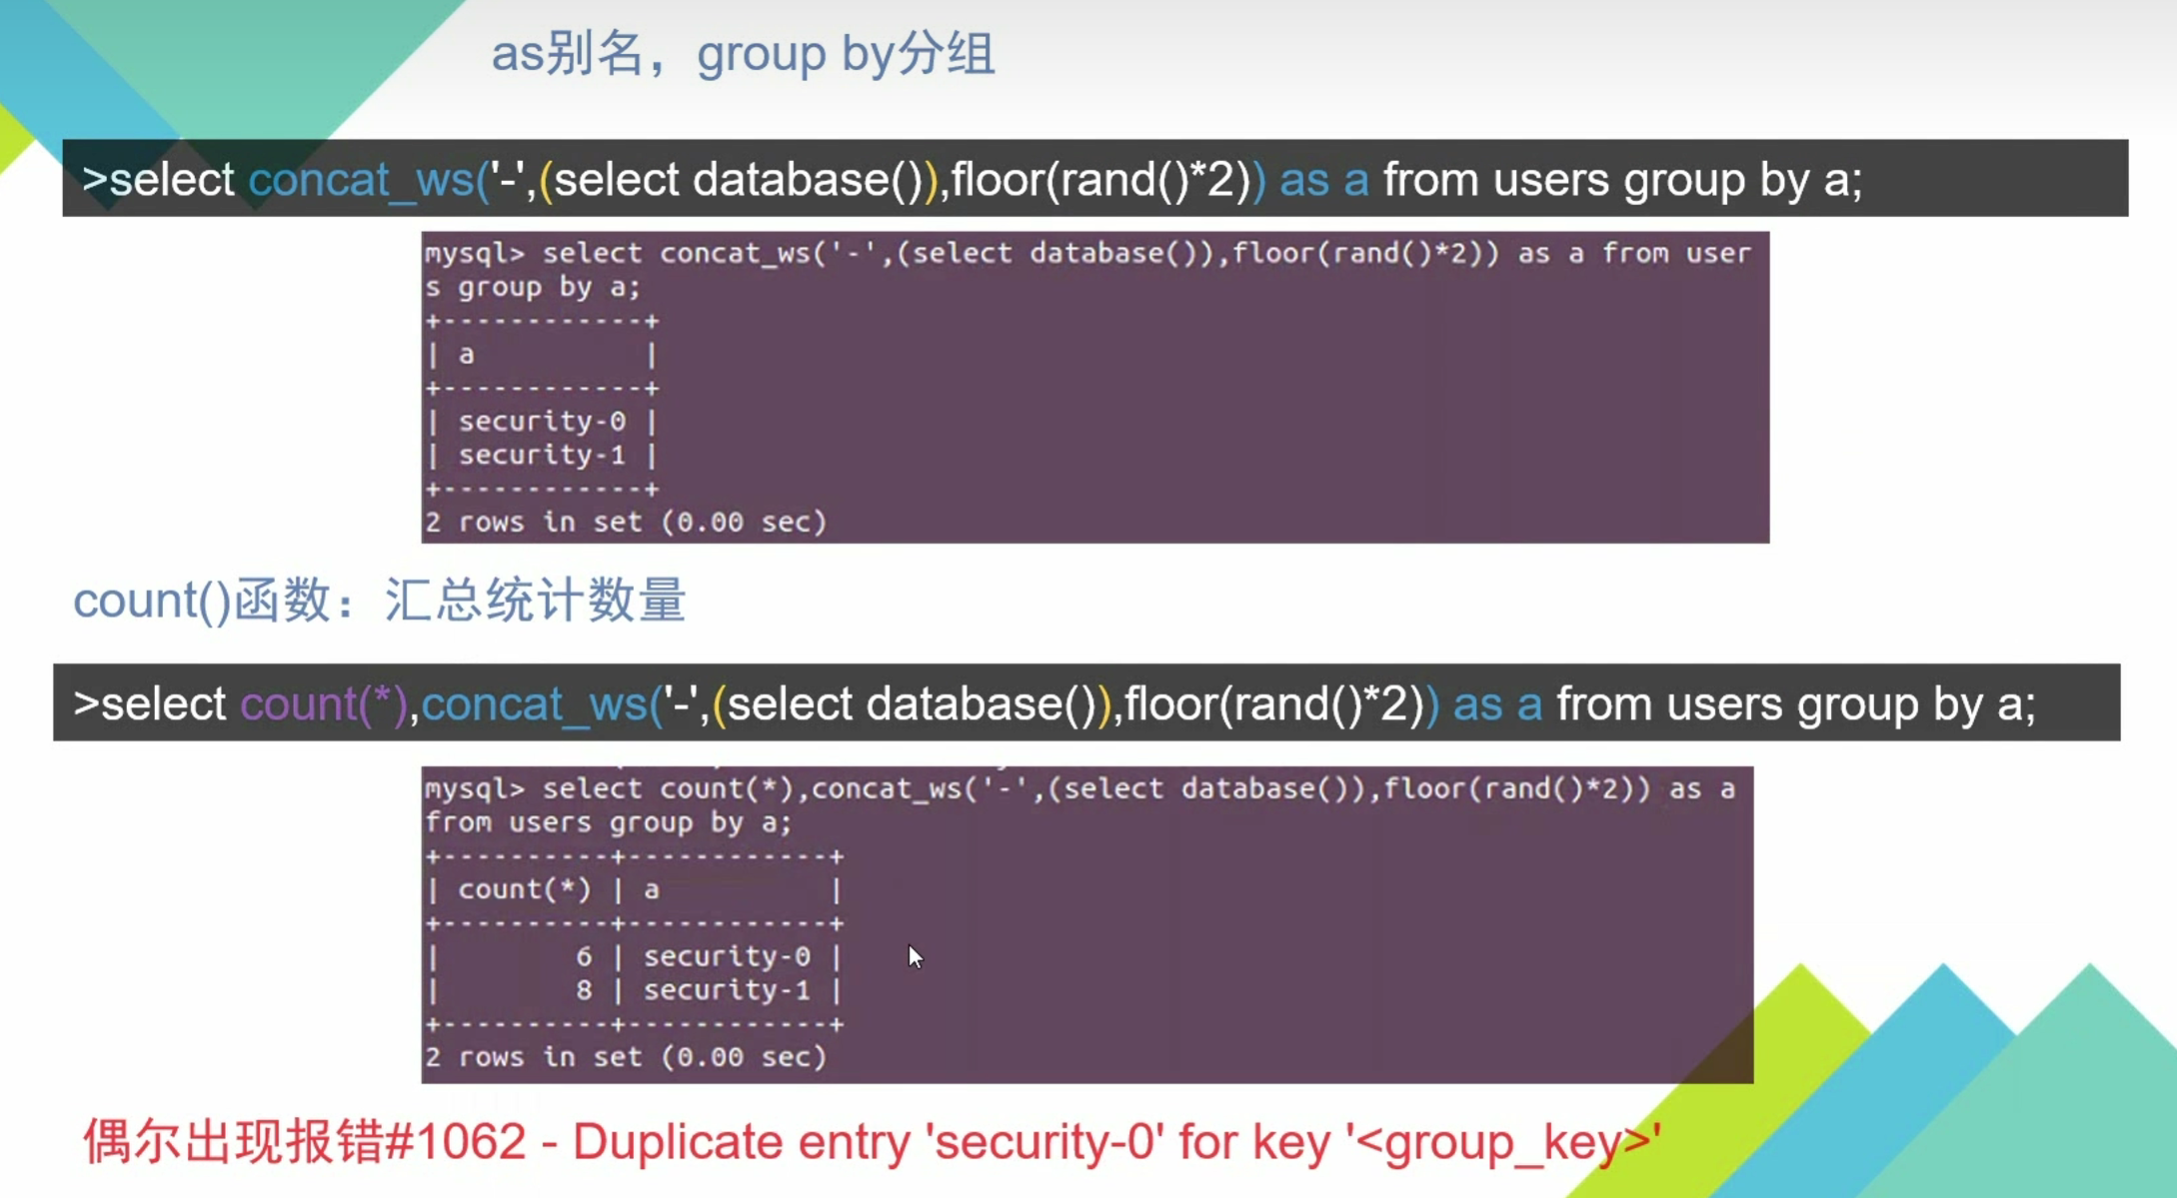 as别名，group by分组
>select concat_ws('-',(select database()),floor(rand()*2)) as a from users group by a;
mysql> select concat_ws('-',(select database()),floor(rand()*2)) as a from user
s group by a;
+------------+
| a          |
+------------+
| security-0 |
| security-1 |
+------------+
2 rows in set (0.00 sec)
count()函数：汇总统计数量
>select count(*),concat_ws('-',(select database()),floor(rand()*2)) as a from users group by a;
mysql> select count(*),concat_ws('-',(select database()),floor(rand()*2)) as a
from users group by a;
+----------+------------+
| count(*) | a          |
+----------+------------+
|        6 | security-0 |
|        8 | security-1 |
+----------+------------+
2 rows in set (0.00 sec)
偶尔出现报错#1062 - Duplicate entry 'security-0' for key '<group_key>'